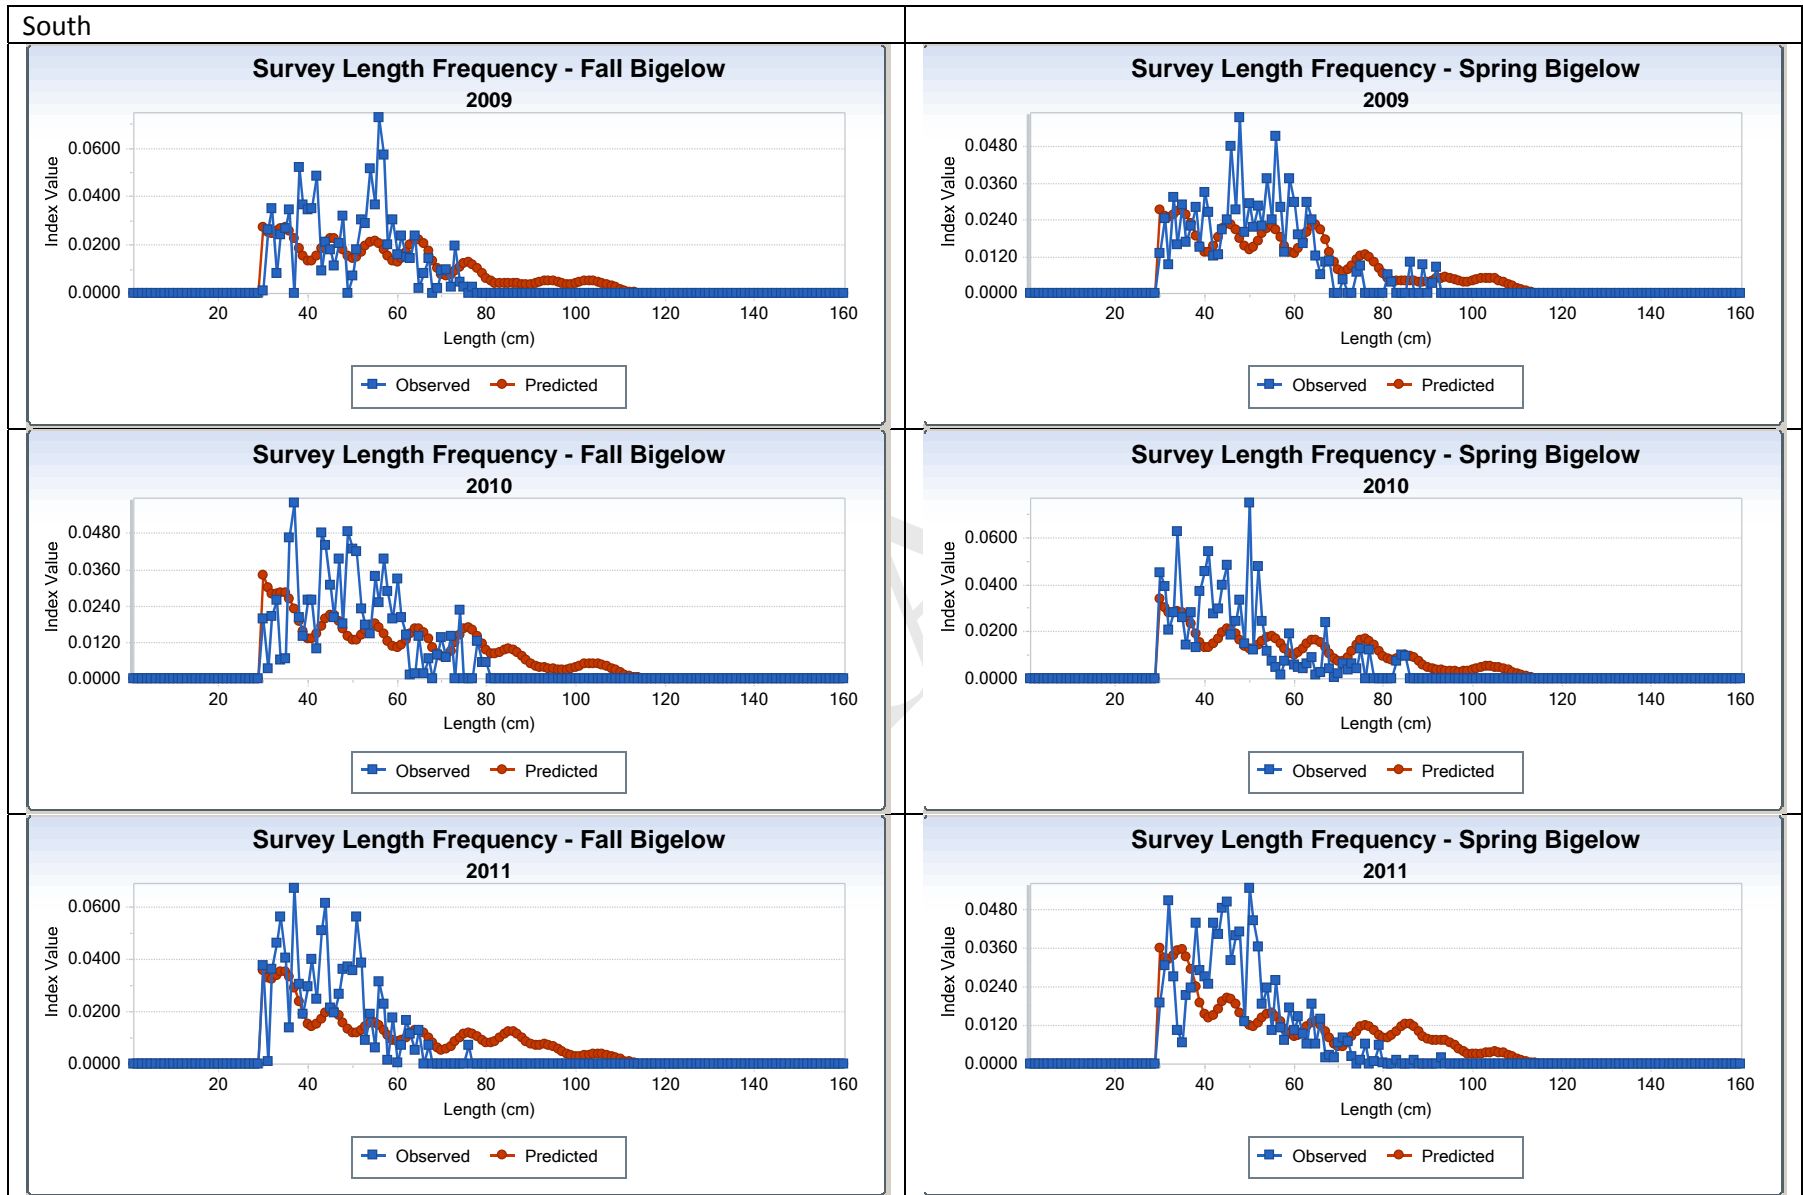 South
Survey Length Frequency - Fall Bigelow
2009
Index Value
0.0600
0.0400
0.0200
0.0000
20 40 60 80 100 120 140 160
Length (cm)
Observed Predicted
Survey Length Frequency - Spring Bigelow
2009
Index Value
0.0480
0.0360
0.0240
0.0120
0.0000
20 40 60 80 100 120 140 160
Length (cm)
Observed Predicted
Survey Length Frequency - Fall Bigelow
2010
Index Value
0.0480
0.0360
0.0240
0.0120
0.0000
20 40 60 80 100 120 140 160
Length (cm)
Observed Predicted
Survey Length Frequency - Spring Bigelow
2010
Index Value
0.0600
0.0400
0.0200
0.0000
20 40 60 80 100 120 140 160
Length (cm)
Observed Predicted
Survey Length Frequency - Fall Bigelow
2011
Index Value
0.0600
0.0400
0.0200
0.0000
20 40 60 80 100 120 140 160
Length (cm)
Observed Predicted
Survey Length Frequency - Spring Bigelow
2011
Index Value
0.0480
0.0360
0.0240
0.0120
0.0000
20 40 60 80 100 120 140 160
Length (cm)
Observed Predicted